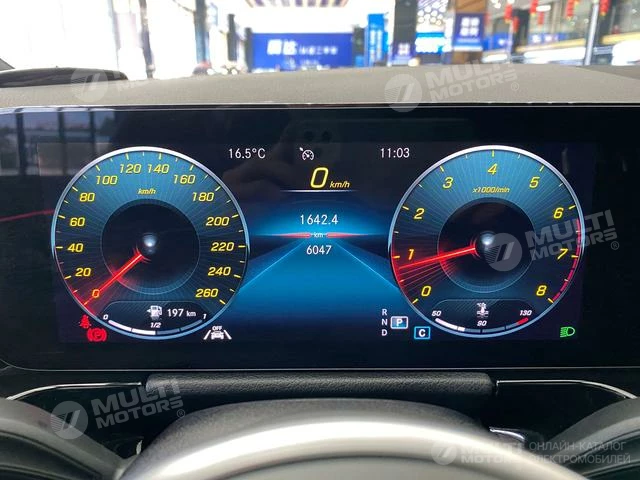 MULTI
MOTORS®
MULTI
MOTORS®
16.5°C
11:03
0 km/h
1642.4
km
6047
km/h
0 20 40 60 80 100 120 140 160 180 200 220 240 260
197 km
0 1/2 1
OFF
x1000/min
0 1 2 3 4 5 6 7 8
50 90 130
R
N P
D C
MULTI
MOTORS®
MULTI
MOTORS®
MULTI
MOTORS
ОНЛАЙН-КАТАЛОГ
ЭЛЕКТРОМОБИЛЕЙ